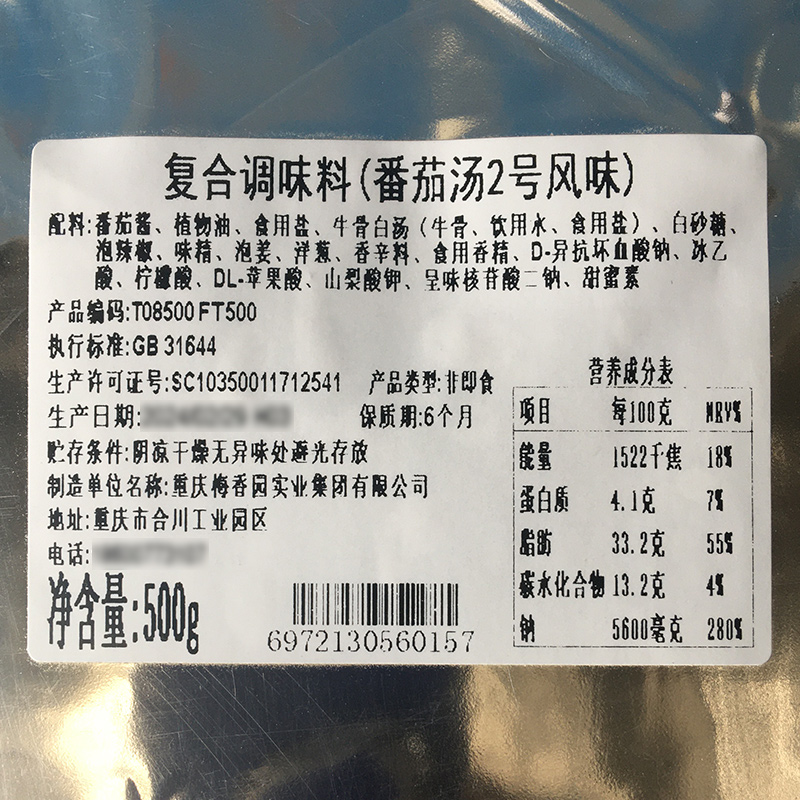 复合调味料(番茄汤2号风味)
配料:番茄酱、植物油、食用盐、牛骨白汤(牛骨、饮用水、食用盐)、白砂糖、
泡辣椒、味精、泡姜、洋葱、香辛料、食用香精、D-异抗坏血酸钠、冰乙
酸、柠檬酸、DL-苹果酸、山梨酸钾、呈味核苷酸二钠、甜蜜素
产品编码:T08500 FT500
执行标准:GB 31644
生产许可证号:SC10350011712541 产品类型:非即食
生产日期: 保质期:6个月
贮存条件:阴凉干燥无异味处避光存放
制造单位名称:重庆梅香园实业集团有限公司
地址:重庆市合川工业园区
电话:
净含量:500g
6972130560157
营养成分表
项目 每100克 NRV%
能量 1522千焦 18%
蛋白质 4.1克 7%
脂肪 33.2克 55%
碳水化合物 13.2克 4%
钠 5600毫克 280%